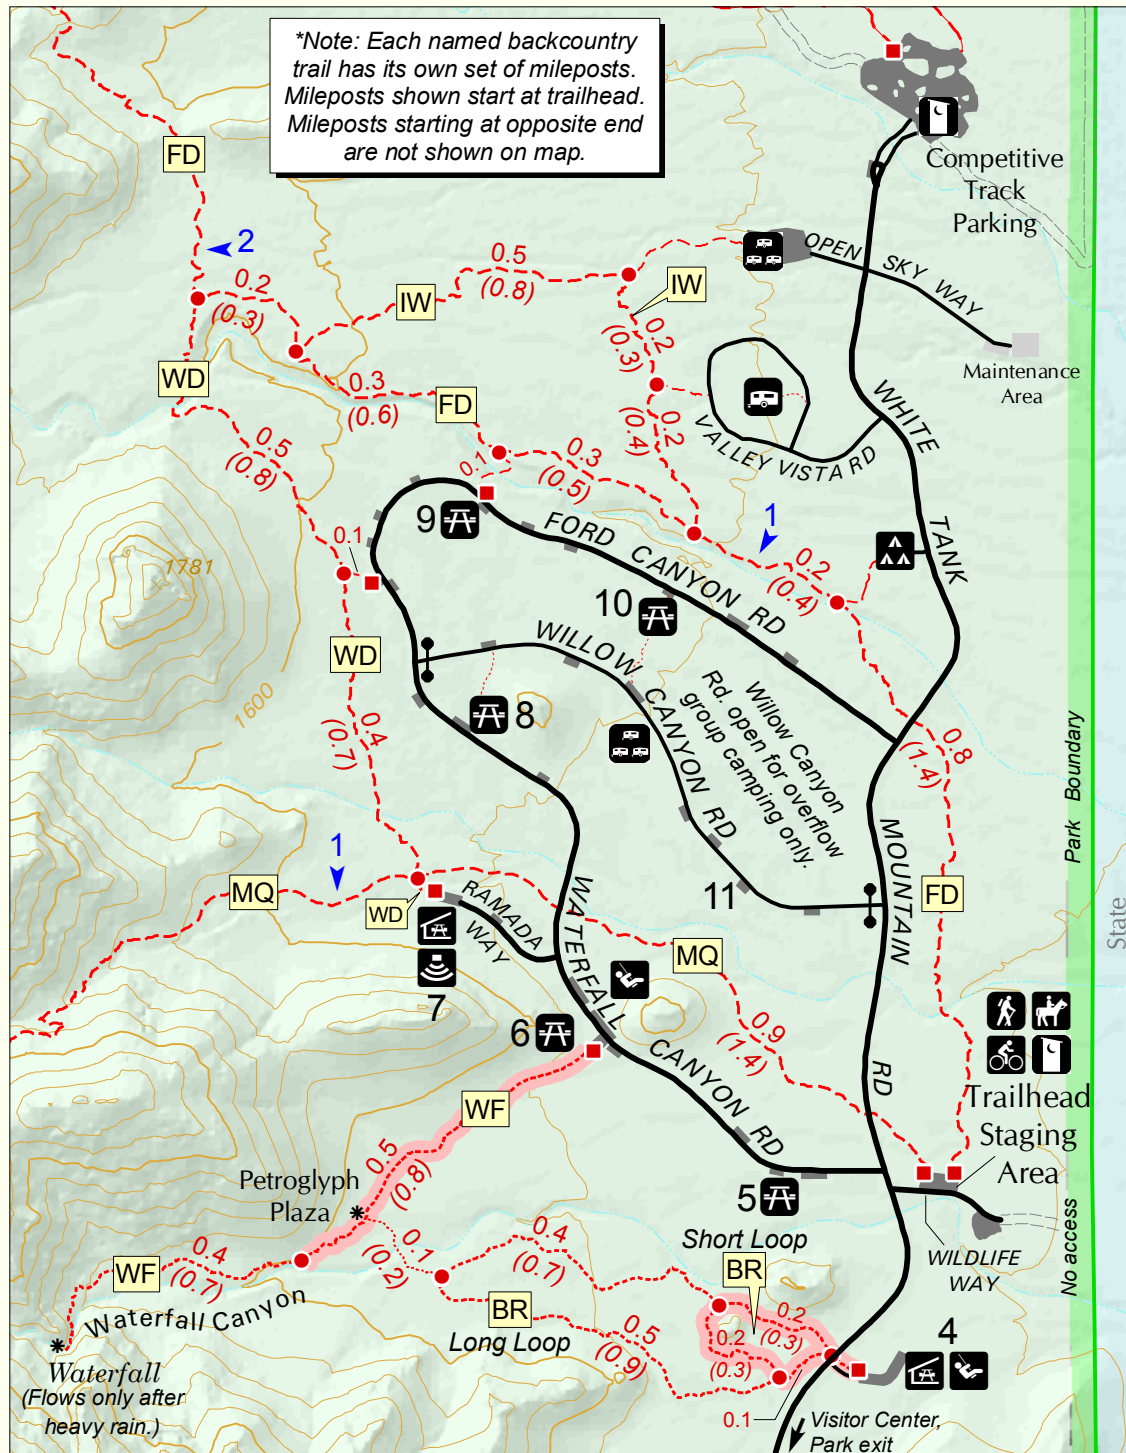 *Note: Each named backcountry
trail has its own set of mileposts.
Mileposts shown start at trailhead.
Mileposts starting at opposite end
are not shown on map.
Competitive
Track
Parking
FD
2
0.2
(0.3)
IW
0.5
(0.8)
IW
OPEN SKY WAY
Maintenance
Area
0.2
(0.3)
WD
0.3
(0.6)
FD
0.2
(0.4)
VALLEY VISTA RD
WHITE TANK MOUNTAIN RD
0.5
(0.8)
0.1
0.3
(0.5)
9
FORD CANYON RD
1
0.2
(0.4)
0.1
1781
10
WILLOW CANYON RD
WD
1600
8
Willow Canyon
Rd. open for overflow
group camping only.
0.4
(0.7)
0.8
(1.4)
Park Boundary
1
MQ
WD
RAMADA
WAY
WATERFALL CANYON RD
11
FD
State
7
MQ
6
0.9
(1.4)
Trailhead
Staging
Area
WF
0.5
(0.8)
Petroglyph
Plaza
5
Short Loop
WILDLIFE
WAY
No access
0.4
(0.7)
WF
0.1
(0.2)
0.4
(0.7)
BR
Waterfall Canyon
BR
Long Loop
0.5
(0.9)
0.2
(0.3)
0.2
(0.3)
4
Waterfall
(Flows only after
heavy rain.)
0.1
Visitor Center,
Park exit